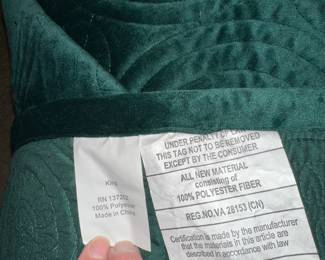 King
RN 137252
100% Polyester
Made in China
UNDER PENALTY OF
THIS TAG NOT TO BE REMOVED
EXCEPT BY THE CONSUMER
ALL NEW MATERIAL
consisting of
100% POLYESTER FIBER
REG.NO.VA 28153 (CN)
Certification is made by the manufacturer
that the materials in this article are
described in accordance with law